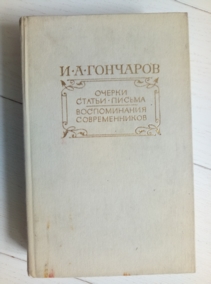 И·А·ГОНЧАРОВ
ОЧЕРКИ
СТАТЬИ·ПИСЬМА
ВОСПОМИНАНИЯ
СОВРЕМЕННИКОВ